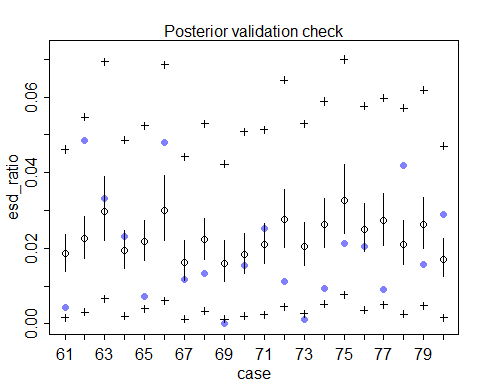 Posterior validation check
esd_ratio
0.06
0.04
0.02
0.00
61 63 65 67 69 71 73 75 77 79
case